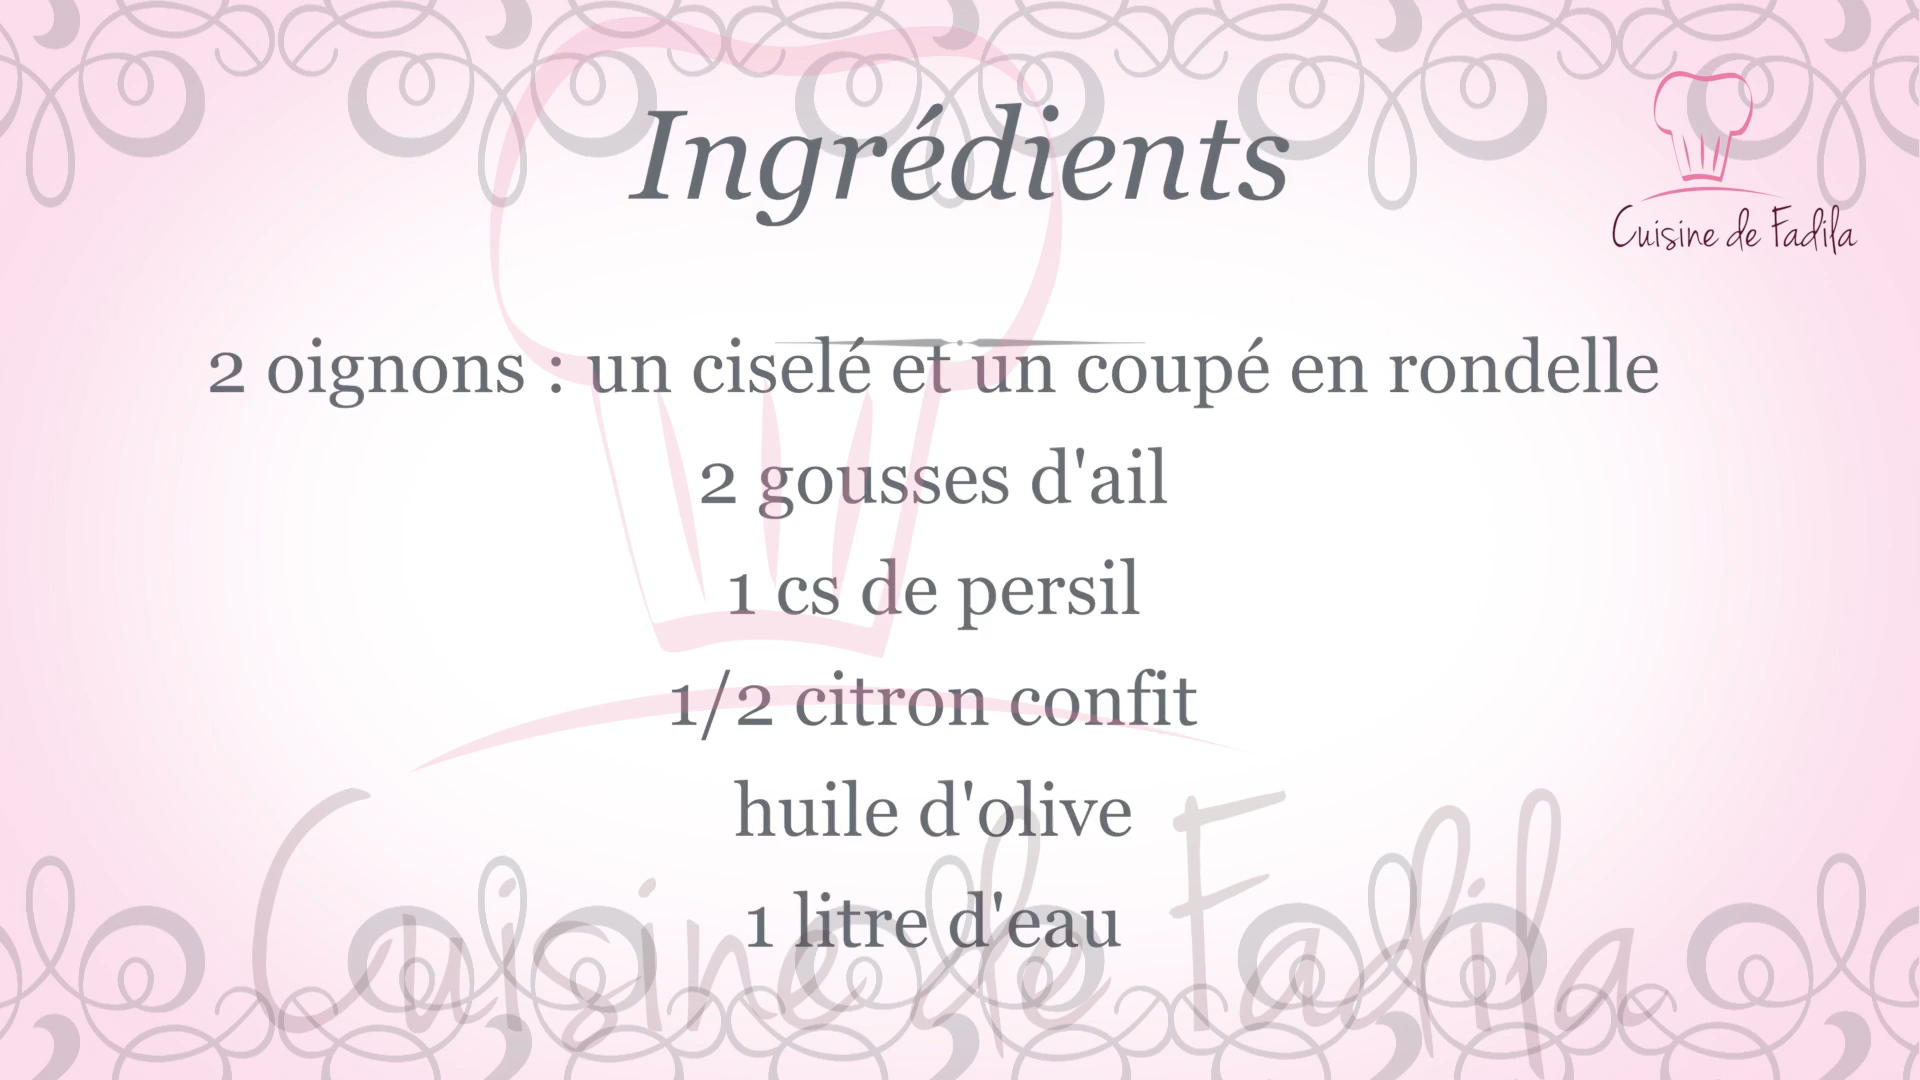 Ingrédients
Cuisine de Fadila
2 oignons : un ciselé et un coupé en rondelle
2 gousses d'ail
1 cs de persil
1/2 citron confit
huile d'olive
1 litre d'eau
Cuisine de Fadila